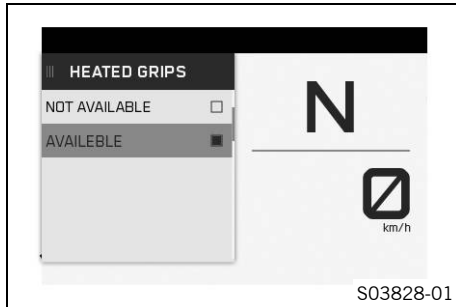 HEATED GRIPS
NOT AVAILABLE
AVAILEBLE
N
0
km/h
S03828-01